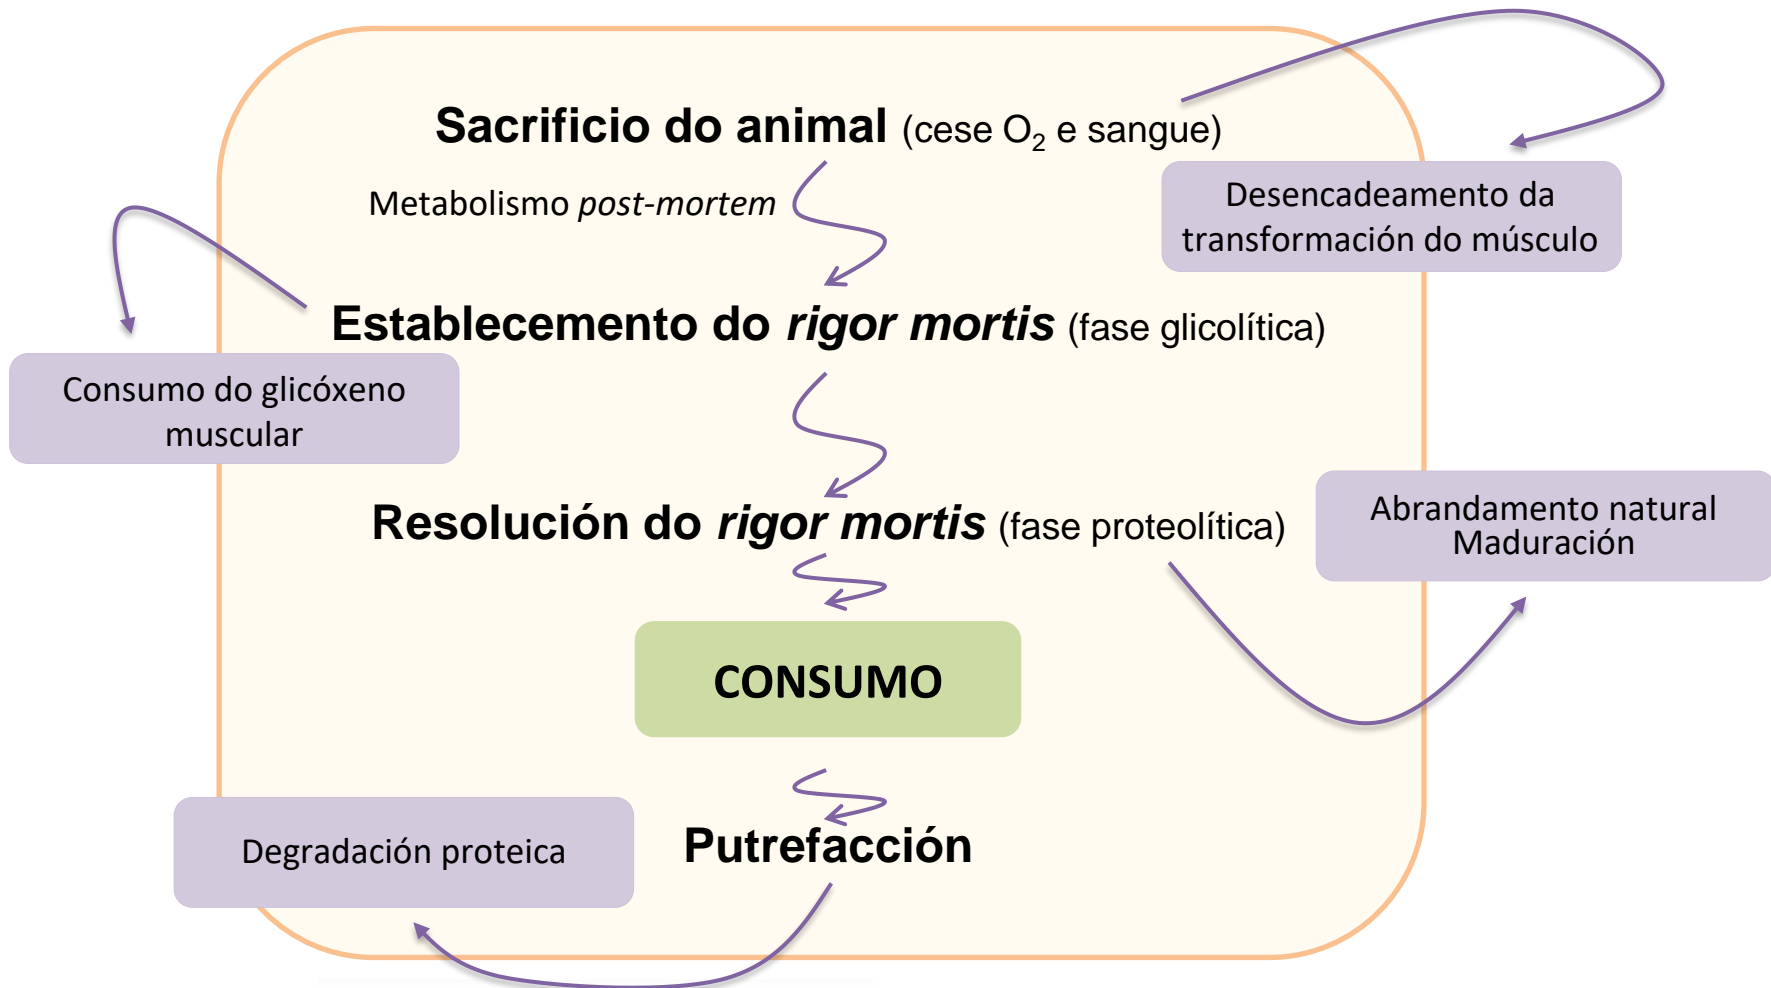 Sacrificio do animal (cese O₂ e sangue)
Metabolismo post-mortem
Desencadeamento da
transformación do músculo
Establecemento do rigor mortis (fase glicolítica)
Consumo do glicóxeno
muscular
Resolución do rigor mortis (fase proteolítica)
Abrandamento natural
Maduración
CONSUMO
Degradación proteica
Putrefacción